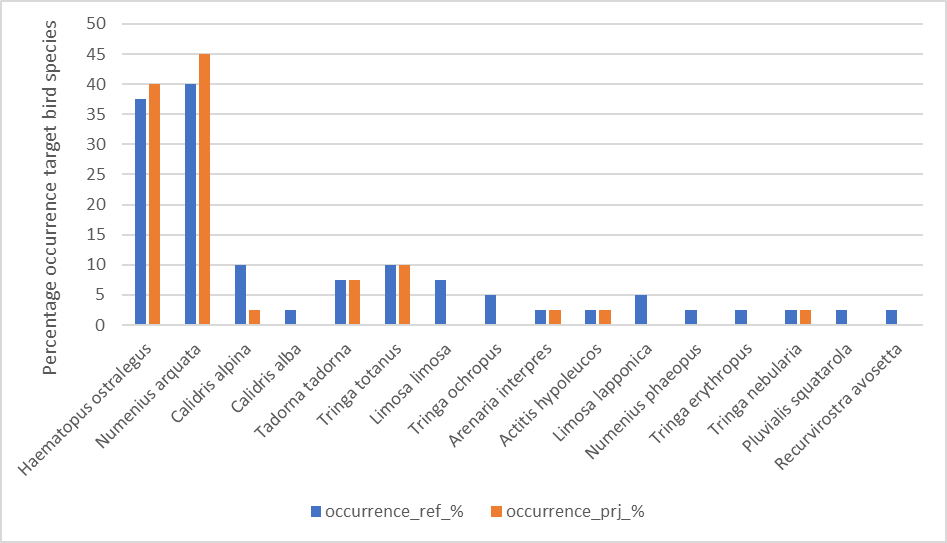 Percentage occurrence target bird species
50
45
40
35
30
25
20
15
10
5
0
Haematopus ostralegus
Numenius arquata
Calidris alpina
Calidris alba
Tadorna tadorna
Tringa totanus
Limosa limosa
Tringa ochropus
Arenaria interpres
Actitis hypoleucos
Limosa lapponica
Numenius phaeopus
Tringa erythropus
Tringa nebularia
Pluvialis squatarola
Recurvirostra avosetta
occurrence_ref_%
occurrence_prj_%